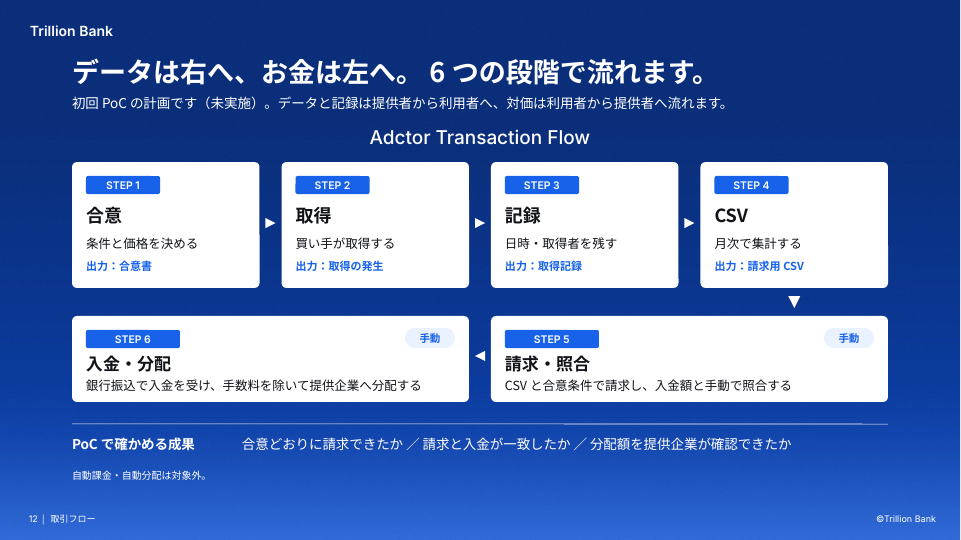 Trillion Bank
データは右へ、お金は左へ。 6 つの段階で流れます。
初回 PoC の計画です（未実施）。データと記録は提供者から利用者へ、対価は利用者から提供者へ流れます。
Adctor Transaction Flow
STEP 1
合意
条件と価格を決める
出力：合意書
STEP 2
取得
買い手が取得する
出力：取得の発生
STEP 3
記録
日時・取得者を残す
出力：取得記録
STEP 4
CSV
月次で集計する
出力：請求用 CSV
STEP 5
手動
請求・照合
CSV と合意条件で請求し、入金額と手動で照合する
STEP 6
手動
入金・分配
銀行振込で入金を受け、手数料を除いて提供企業へ分配する
PoC で確かめる成果 合意どおりに請求できたか ／ 請求と入金が一致したか ／ 分配額を提供企業が確認できたか
自動課金・自動分配は対象外。
12｜ 取引フロー
©Trillion Bank